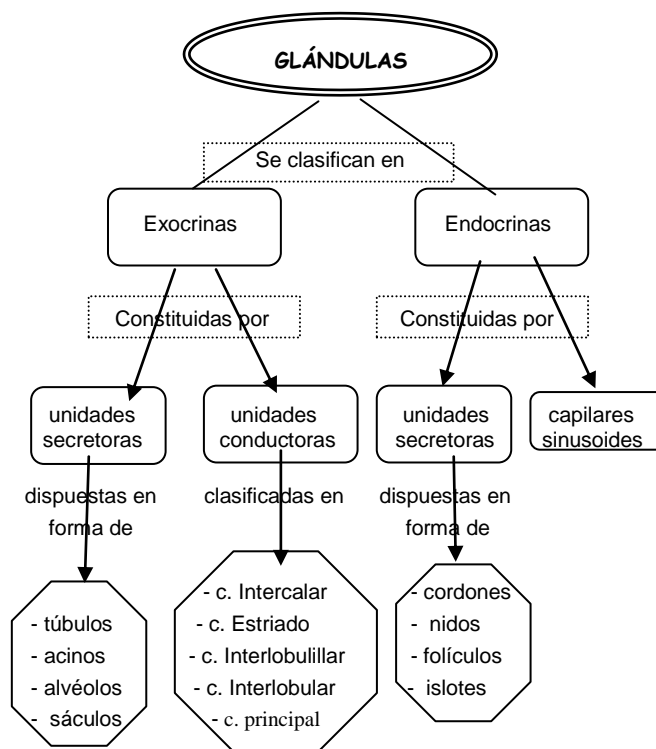 GLÁNDULAS
Se clasifican en
Exocrinas
Endocrinas
Constituidas por
Constituidas por
unidades
secretoras
unidades
conductoras
unidades
secretoras
capilares
sinusoides
dispuestas en
forma de
clasificadas en
dispuestas en
forma de
- túbulos
- acinos
- alvéolos
- sáculos
- c. Intercalar
- c. Estriado
- c. Interlobulillar
- c. Interlobular
- c. principal
- cordones
- nidos
- folículos
- islotes